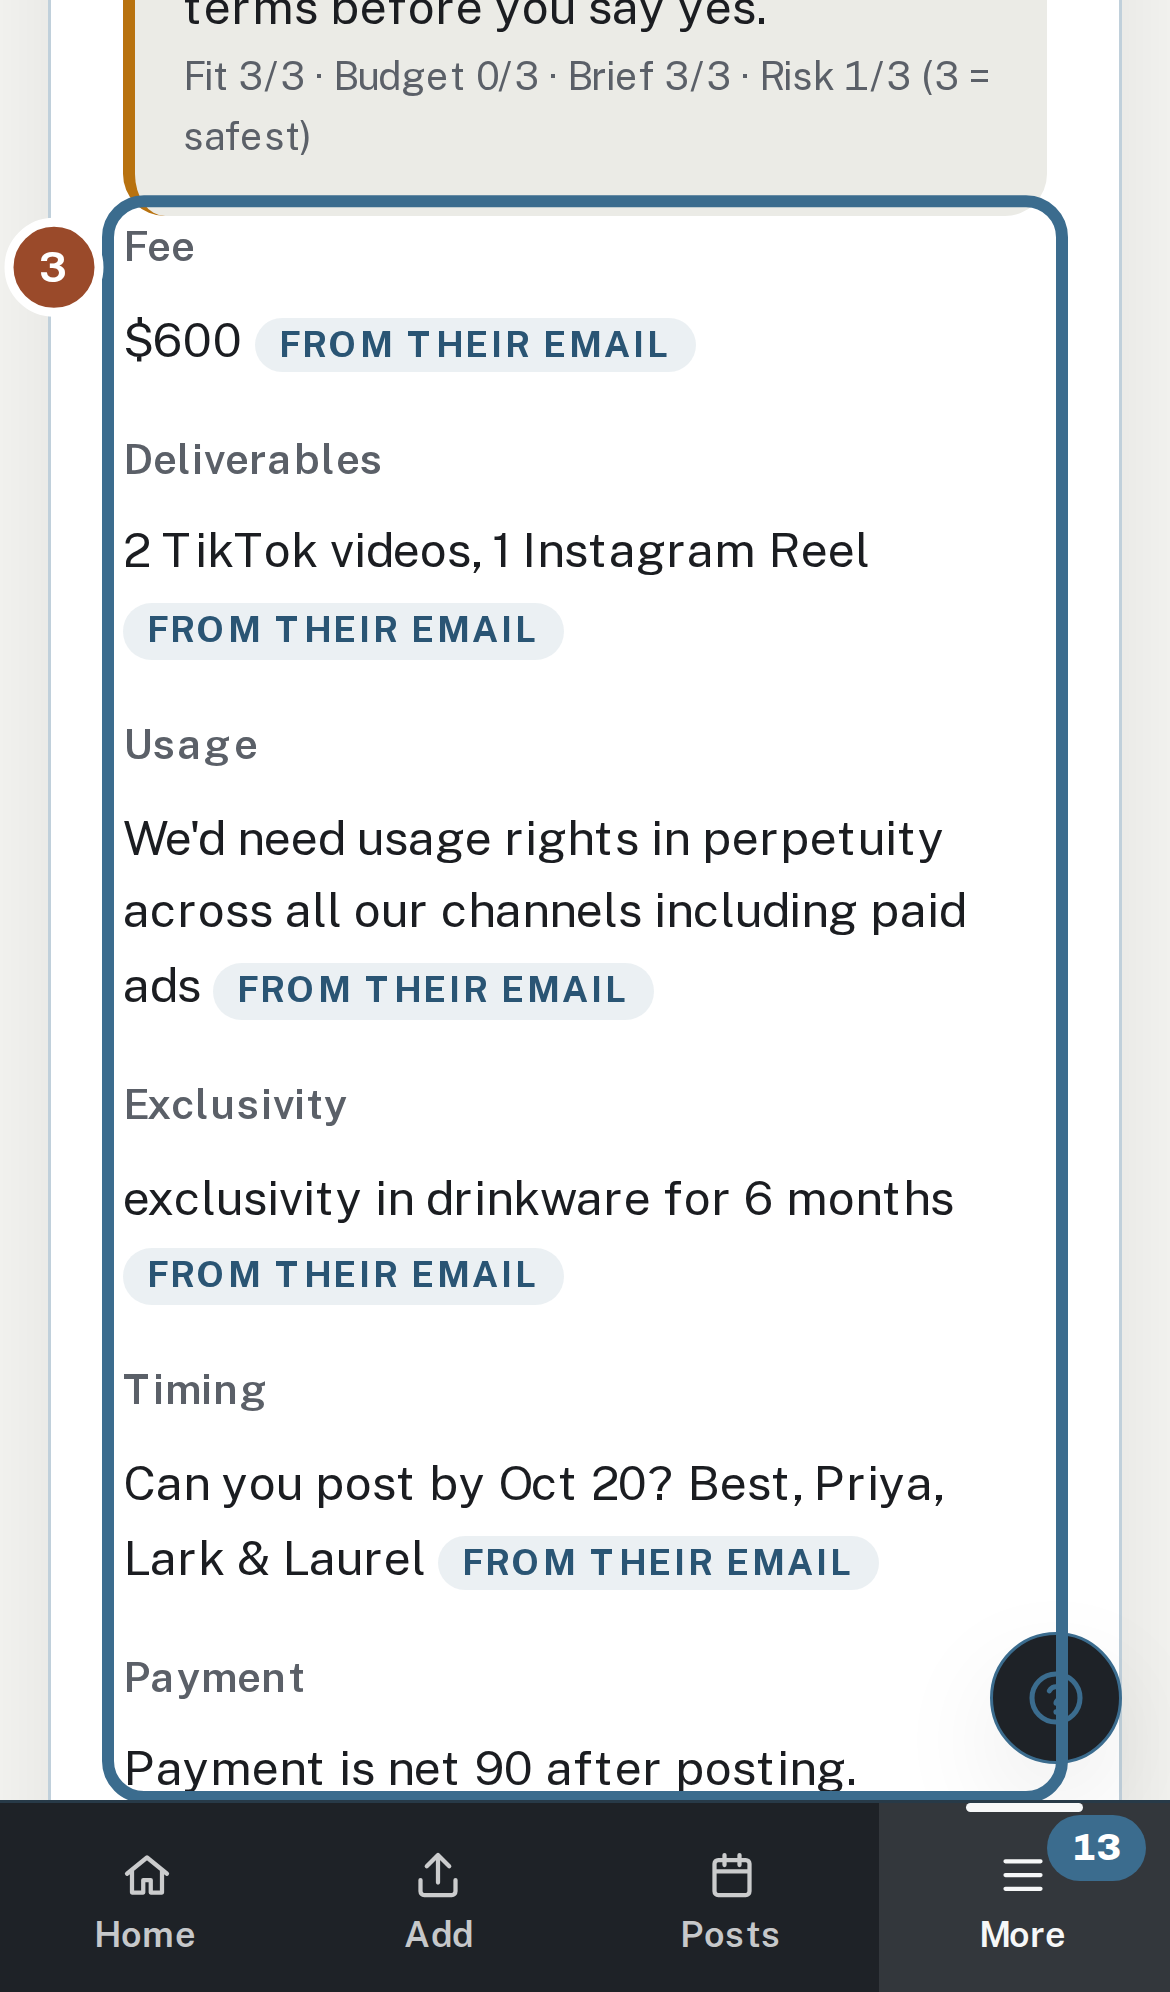 terms before you say yes.
Fit 3/3 · Budget 0/3 · Brief 3/3 · Risk 1/3 (3 =
safest)
3
Fee
$600 FROM THEIR EMAIL
Deliverables
2 TikTok videos, 1 Instagram Reel
FROM THEIR EMAIL
Usage
We'd need usage rights in perpetuity
across all our channels including paid
ads FROM THEIR EMAIL
Exclusivity
exclusivity in drinkware for 6 months
FROM THEIR EMAIL
Timing
Can you post by Oct 20? Best, Priya,
Lark & Laurel FROM THEIR EMAIL
Payment
Payment is net 90 after posting.
?
13
Home
Add
Posts
More